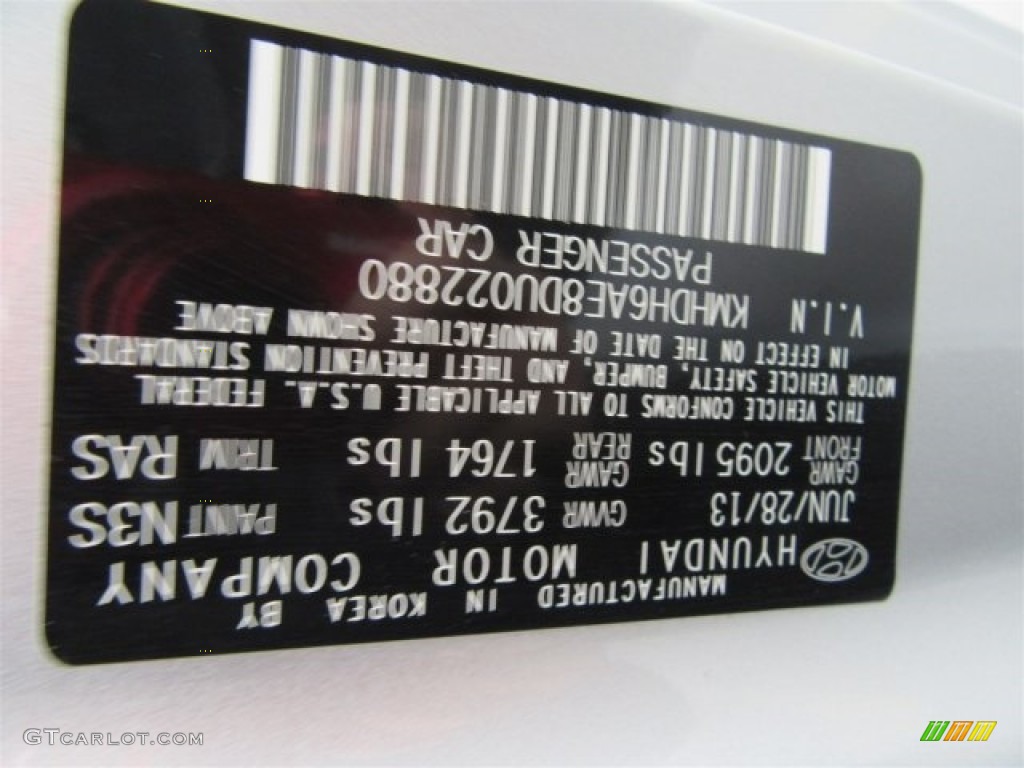 MANUFACTURED IN KOREA BY
HYUNDAI MOTOR COMPANY
JUN/28/13 GVWR 3792 lbs PAINT N3S
GAWR FRONT 2095 lbs GAWR REAR 1764 lbs TRIM RAS
THIS VEHICLE CONFORMS TO ALL APPLICABLE U.S.A. FEDERAL
MOTOR VEHICLE SAFETY, BUMPER, AND THEFT PREVENTION STANDARDS
IN EFFECT ON THE DATE OF MANUFACTURE SHOWN ABOVE
V.I.N KMHDH6AE8DU022880
PASSENGER CAR
GTCARLOT.COM